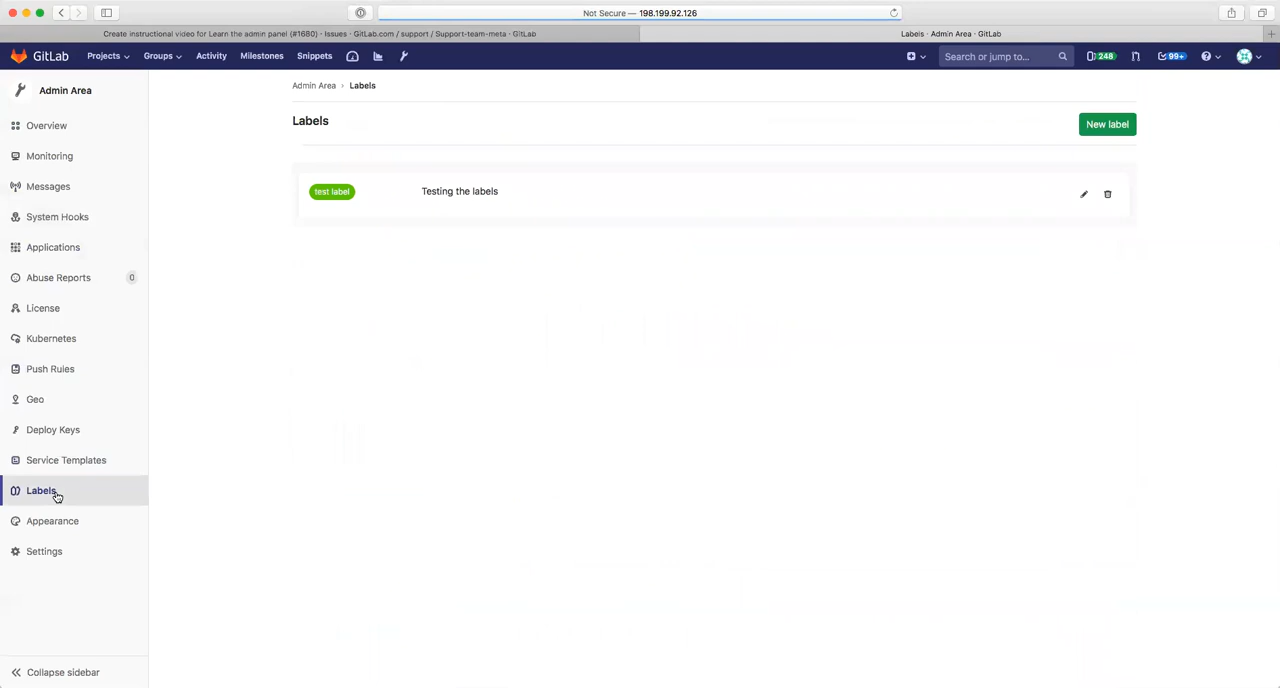 Not Secure — 198.199.92.126
Create instructional video for Learn the admin panel (#1680) · Issues · GitLab.com / support / Support-team-meta · GitLab
Labels · Admin Area · GitLab
GitLab
Projects
Groups
Activity
Milestones
Snippets
Search or jump to...
248
99+
Admin Area
Overview
Monitoring
Messages
System Hooks
Applications
Abuse Reports
0
License
Kubernetes
Push Rules
Geo
Deploy Keys
Service Templates
Labels
Appearance
Settings
Collapse sidebar
Admin Area › Labels
Labels
New label
test label
Testing the labels